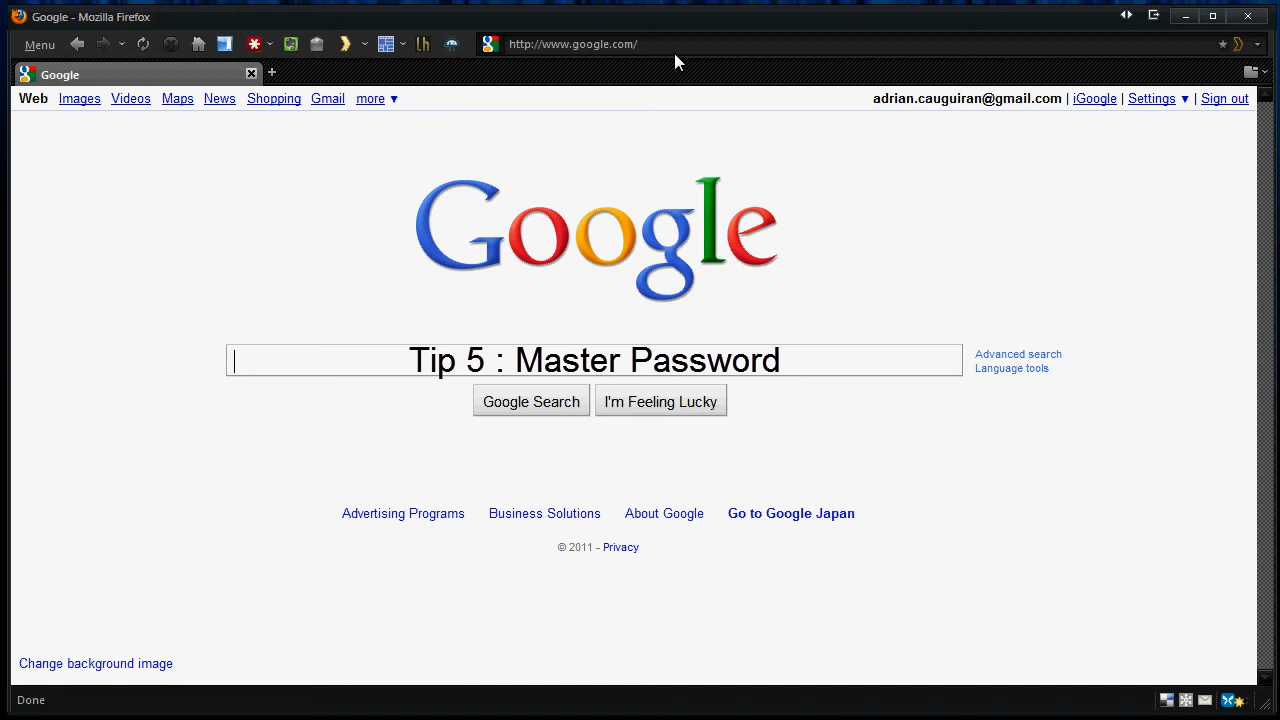 Google - Mozilla Firefox
Menu http://www.google.com/
Google
Web Images Videos Maps News Shopping Gmail more ▼ adrian.cauguiran@gmail.com | iGoogle | Settings ▼ | Sign out
Google
Tip 5 : Master Password
Advanced search
Language tools
Google Search I'm Feeling Lucky
Advertising Programs Business Solutions About Google Go to Google Japan
© 2011 - Privacy
Change background image
Done